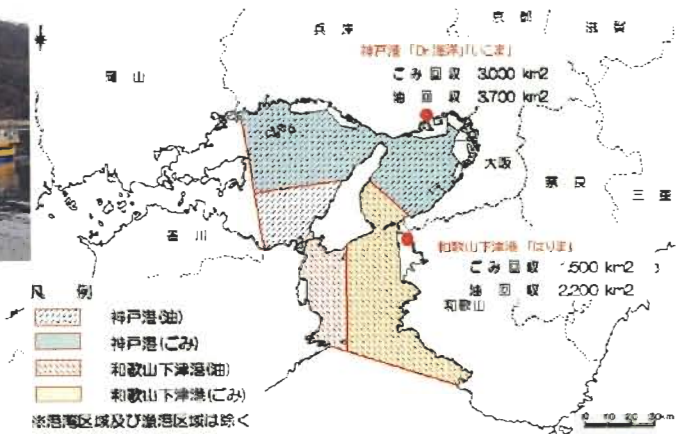 兵庫
京都
滋賀
岡山
神戸港「Dr.海洋」「いこま」
ごみ回収 3,000 km2
油回収 3,700 km2
大阪
奈良
三重
香川
和歌山下津港「はりま」
ごみ回収 1,500 km2
油回収 2,200 km2
和歌山
凡例
神戸港(油)
神戸港(ごみ)
和歌山下津港(油)
和歌山下津港(ごみ)
※港湾区域及び漁港区域は除く
0 10 20 30km